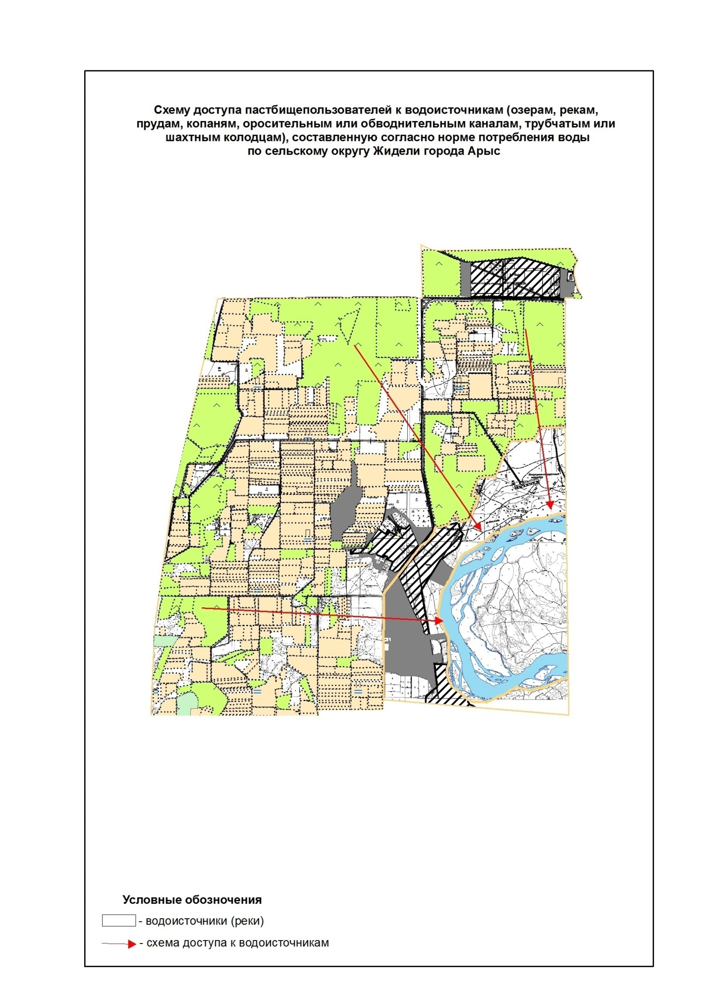 Схему доступа пастбищепользователей к водоисточникам (озерам, рекам,
прудам, копаням, оросительным или обводнительным каналам, трубчатым или
шахтным колодцам), составленную согласно норме потребления воды
по сельскому округу Жидели города Арыс
Условные обозночения
- водоисточники (реки)
- схема доступа к водоисточникам